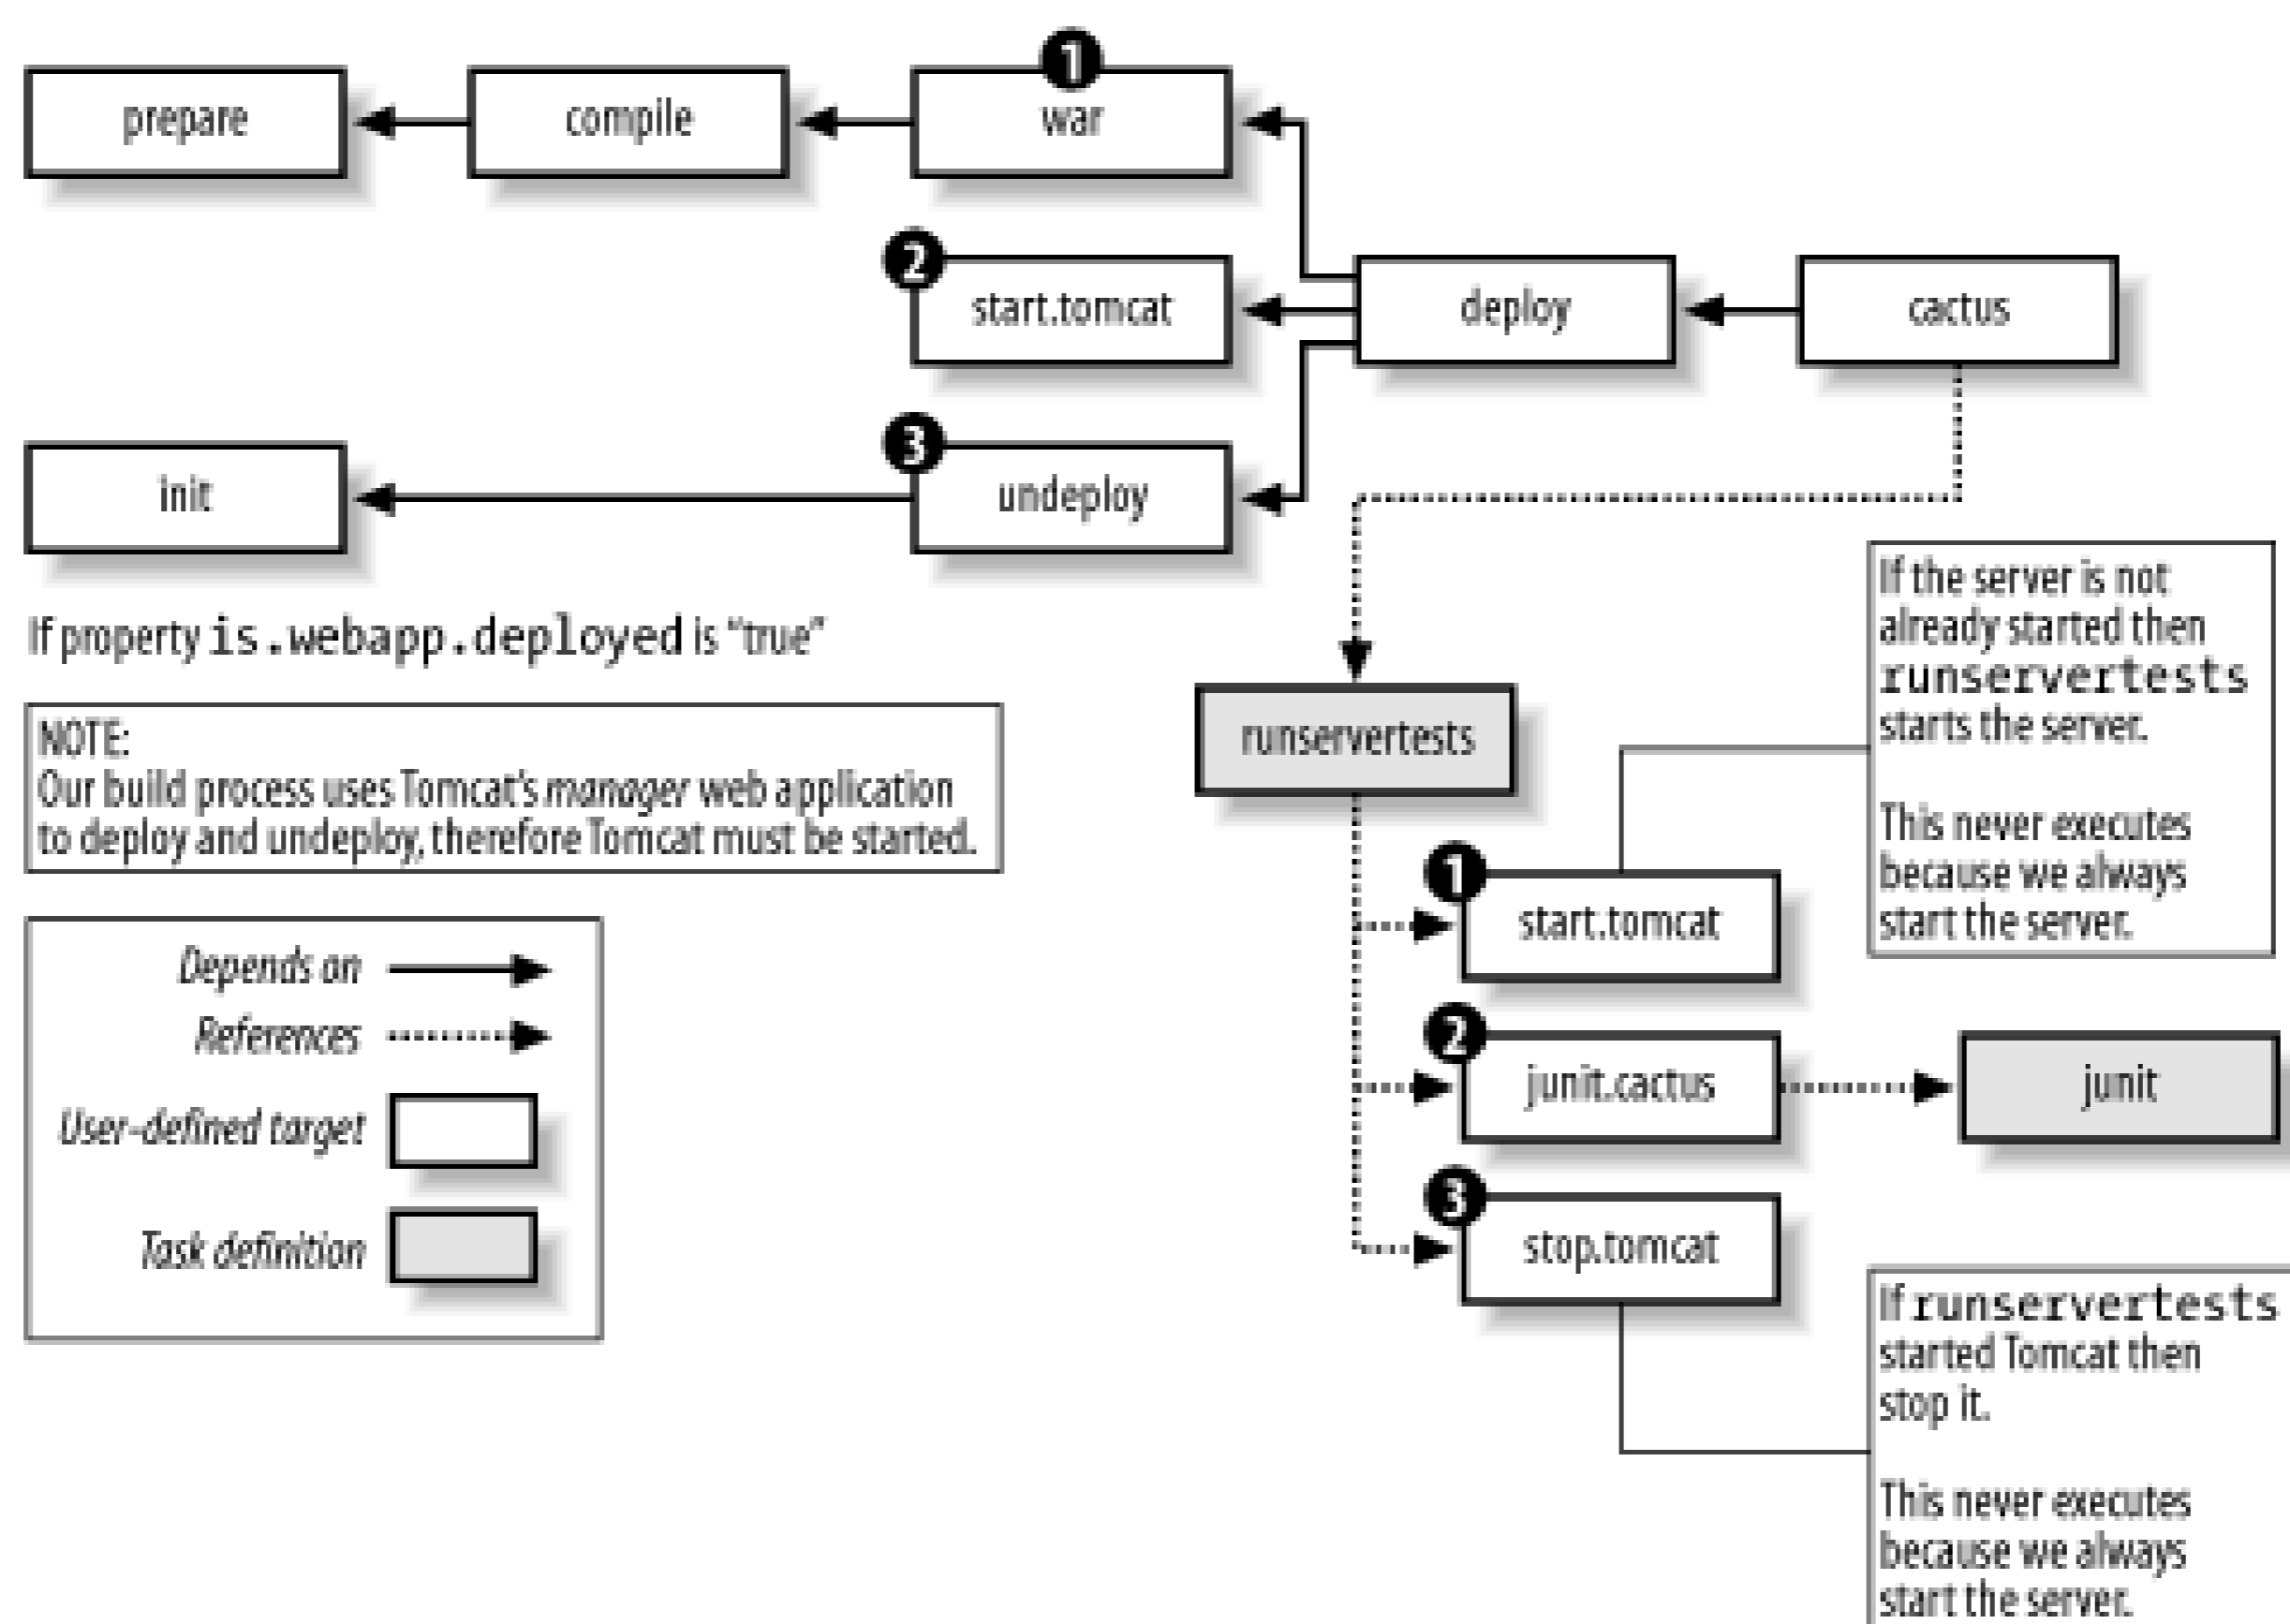 1
prepare
compile
war
2
start.tomcat
deploy
cactus
3
init
undeploy
If property is.webapp.deployed is “true”
NOTE:
Our build process uses Tomcat’s manager web application
to deploy and undeploy, therefore Tomcat must be started.
Depends on
References
User-defined target
Task definition
runservertests
If the server is not
already started then
runservertests
starts the server.
This never executes
because we always
start the server.
1
start.tomcat
2
junit.cactus
junit
3
stop.tomcat
If runservertests
started Tomcat then
stop it.
This never executes
because we always
start the server.